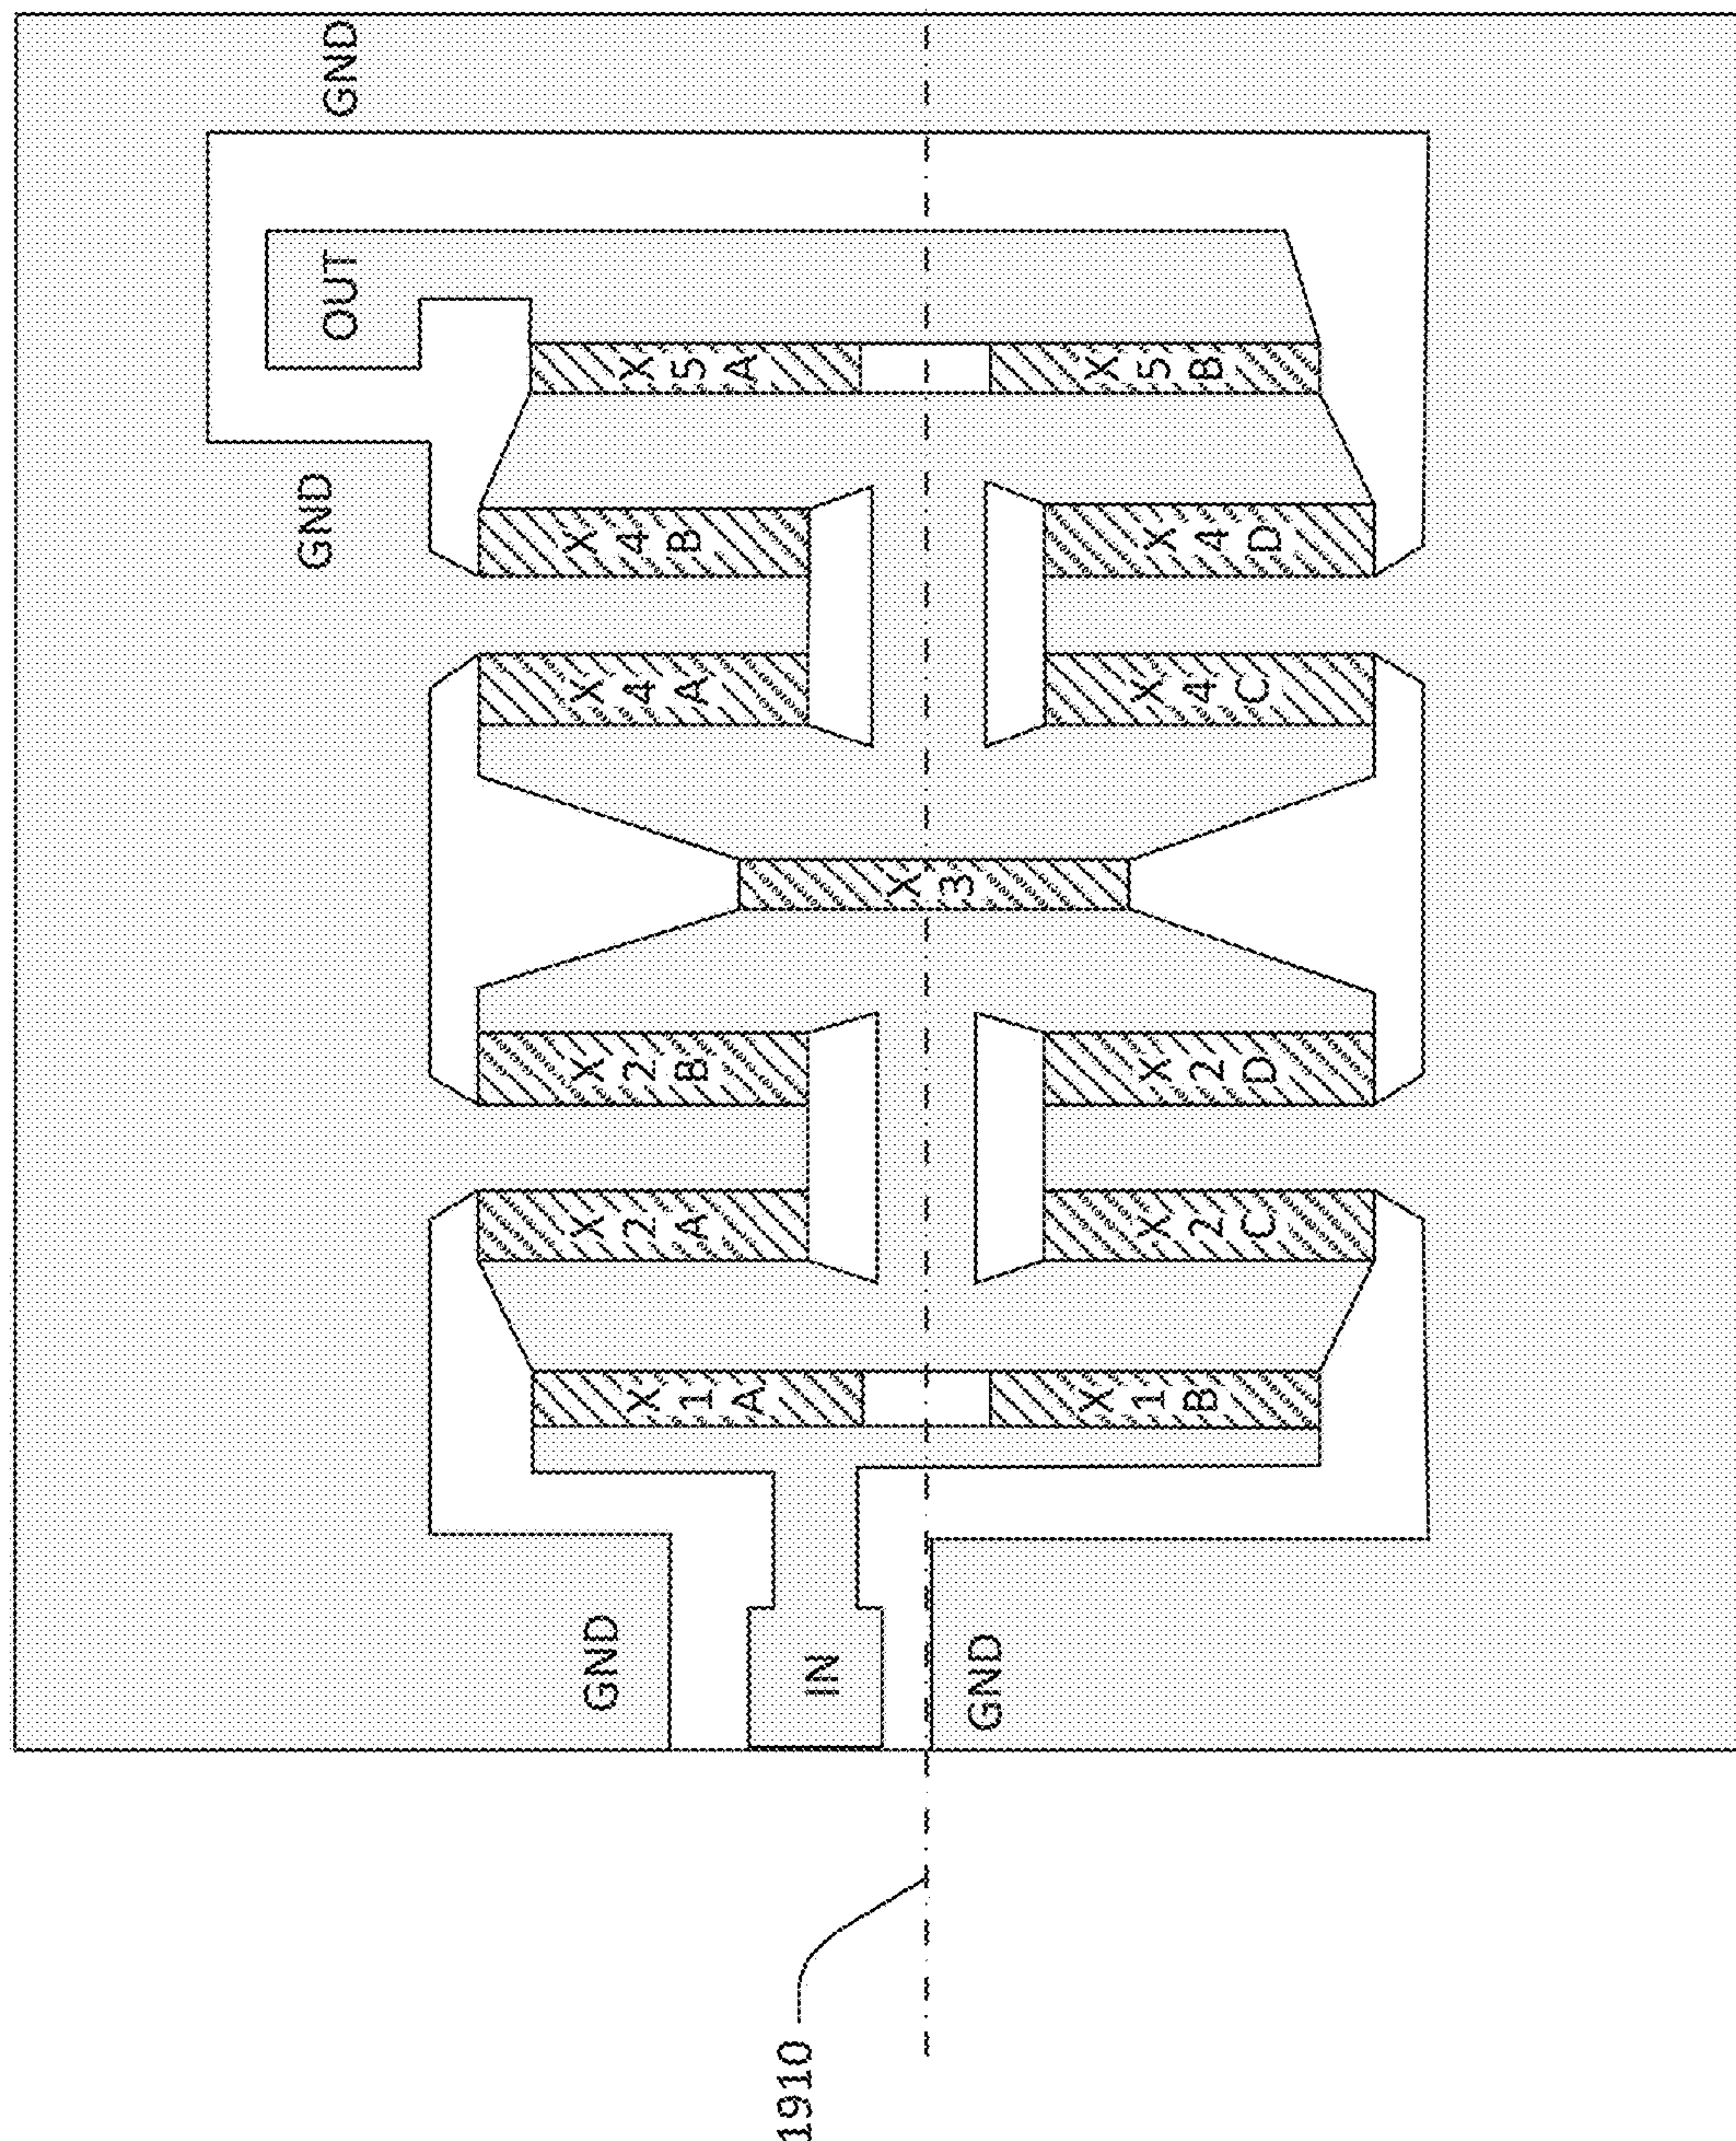 GND
OUT
GND
GND
X2A
X2B
X4A
X4B
X1A
X5A
1910
IN
X3
GND
X1B
X5B
X2C
X2D
X4C
X4D